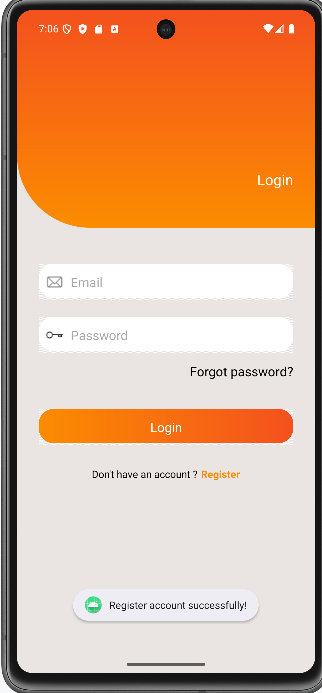 7:06
Login
Email
Password
Forgot password?
Login
Don't have an account ? Register
Register account successfully!